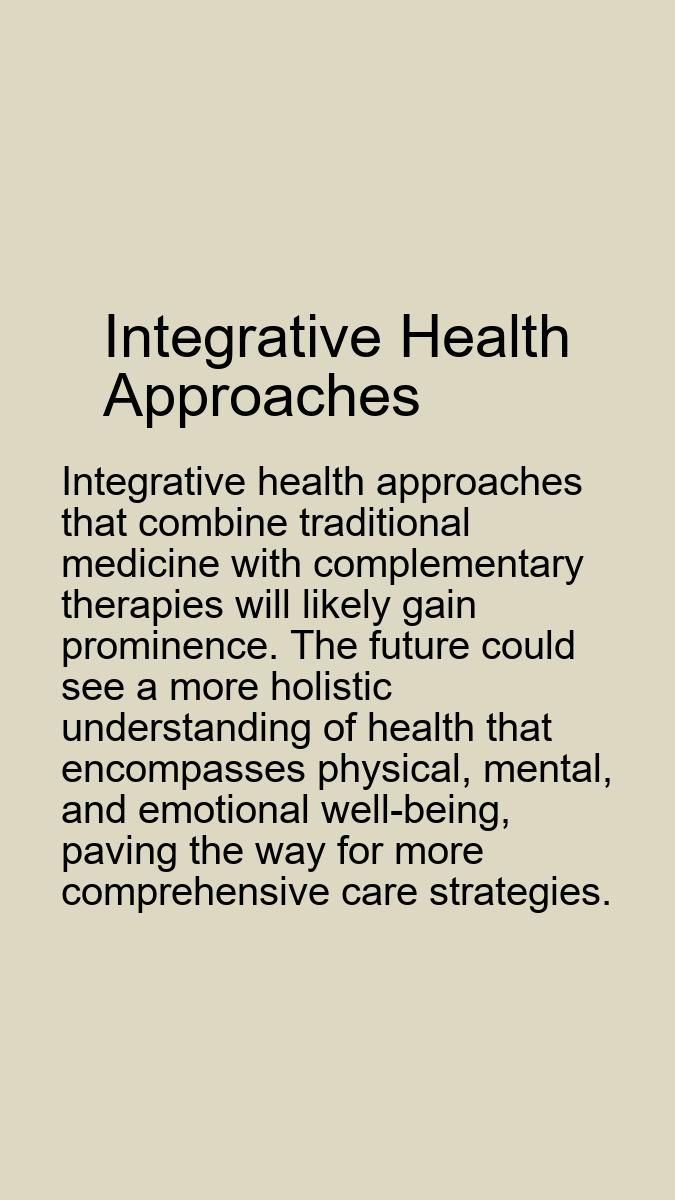 Integrative Health
Approaches
Integrative health approaches
that combine traditional
medicine with complementary
therapies will likely gain
prominence. The future could
see a more holistic
understanding of health that
encompasses physical, mental,
and emotional well-being,
paving the way for more
comprehensive care strategies.